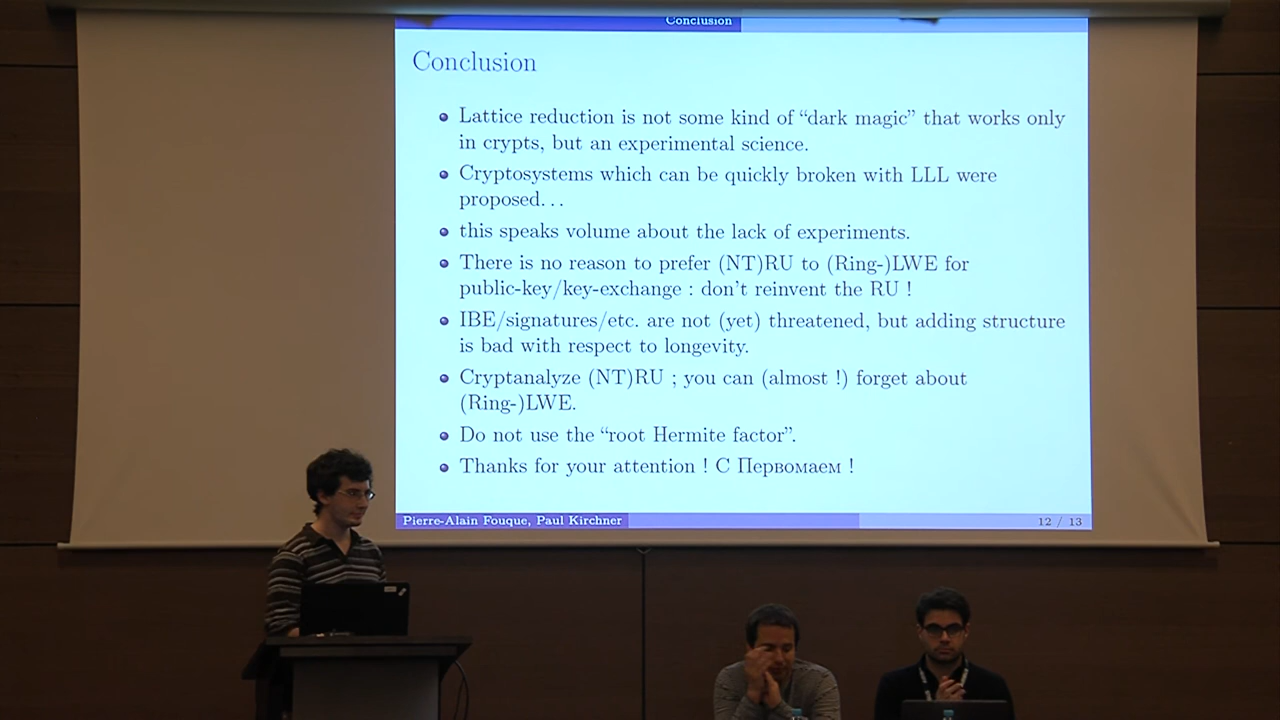 Conclusion
Conclusion
Lattice reduction is not some kind of “dark magic” that works only
in crypts, but an experimental science.
Cryptosystems which can be quickly broken with LLL were
proposed...
this speaks volume about the lack of experiments.
There is no reason to prefer (NT)RU to (Ring-)LWE for
public-key/key-exchange : don't reinvent the RU !
IBE/signatures/etc. are not (yet) threatened, but adding structure
is bad with respect to longevity.
Cryptanalyze (NT)RU ; you can (almost !) forget about
(Ring-)LWE.
Do not use the “root Hermite factor”.
Thanks for your attention ! С Первомаем !
Pierre-Alain Fouque, Paul Kirchner
12 / 13